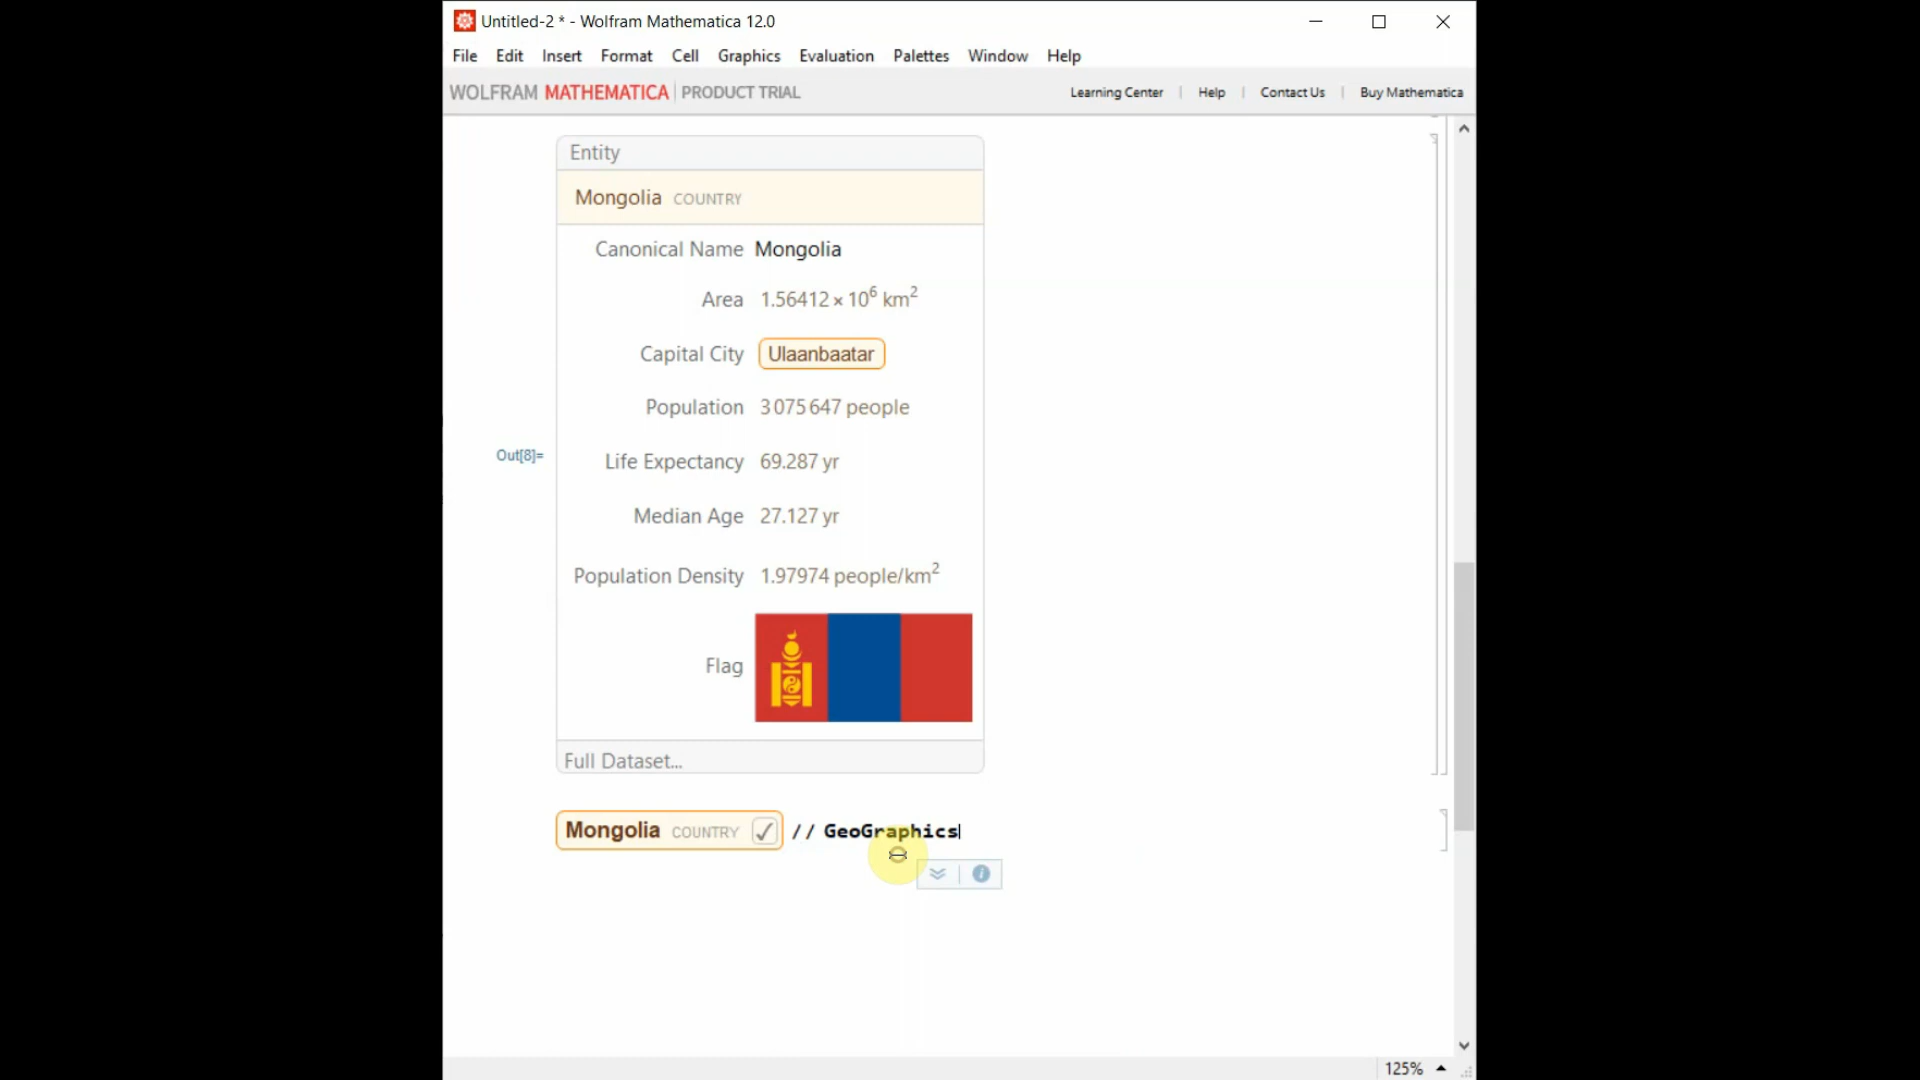 Untitled-2 * - Wolfram Mathematica 12.0
File Edit Insert Format Cell Graphics Evaluation Palettes Window Help
WOLFRAM MATHEMATICA | PRODUCT TRIAL Learning Center | Help | Contact Us | Buy Mathematica
Entity
Mongolia COUNTRY
Canonical Name Mongolia
Area 1.56412 × 10⁶ km²
Capital City Ulaanbaatar
Population 3 075 647 people
Out[8]=
Life Expectancy 69.287 yr
Median Age 27.127 yr
Population Density 1.97974 people/km²
Flag
Full Dataset...
Mongolia COUNTRY ✓ // GeoGraphics
125%